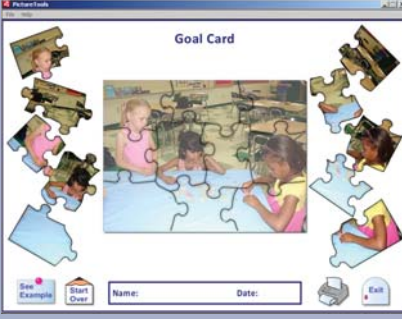 PictureTools
File Help
Goal Card
See
Example
Start
Over
Name: Date:
Exit